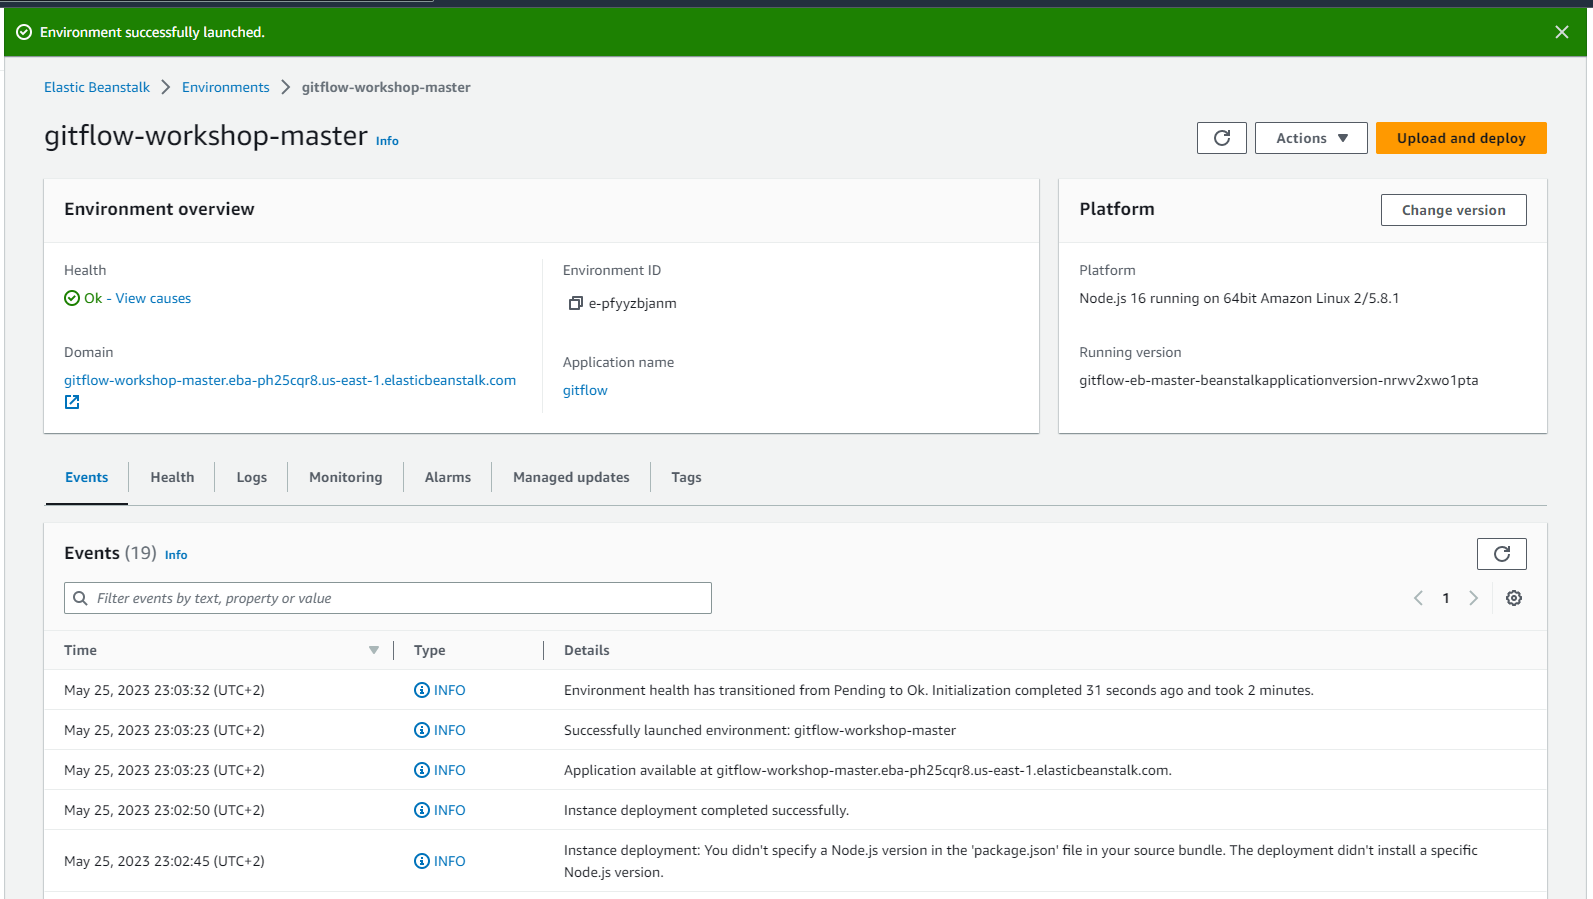 Environment successfully launched.
Elastic Beanstalk
Environments
gitflow-workshop-master
gitflow-workshop-master Info
Actions
Upload and deploy
Environment overview
Health
Ok - View causes
Domain
gitflow-workshop-master.eba-ph25cqr8.us-east-1.elasticbeanstalk.com
Environment ID
e-pfyyzbjanm
Application name
gitflow
Platform
Change version
Platform
Node.js 16 running on 64bit Amazon Linux 2/5.8.1
Running version
gitflow-eb-master-beanstalkapplicationversion-nrwv2xwo1pta
Events
Health
Logs
Monitoring
Alarms
Managed updates
Tags
Events (19) Info
Filter events by text, property or value
1
Time
Type
Details
May 25, 2023 23:03:32 (UTC+2)
INFO
Environment health has transitioned from Pending to Ok. Initialization completed 31 seconds ago and took 2 minutes.
May 25, 2023 23:03:23 (UTC+2)
INFO
Successfully launched environment: gitflow-workshop-master
May 25, 2023 23:03:23 (UTC+2)
INFO
Application available at gitflow-workshop-master.eba-ph25cqr8.us-east-1.elasticbeanstalk.com.
May 25, 2023 23:02:50 (UTC+2)
INFO
Instance deployment completed successfully.
May 25, 2023 23:02:45 (UTC+2)
INFO
Instance deployment: You didn't specify a Node.js version in the 'package.json' file in your source bundle. The deployment didn't install a specific
Node.js version.